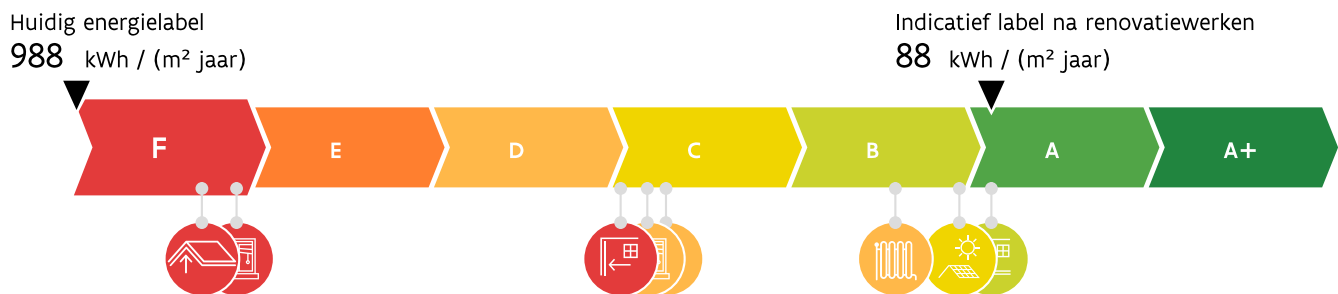 Huidig energielabel
988 kWh / (m² jaar)
Indicatief label na renovatiewerken
88 kWh / (m² jaar)
F E D C B A A+